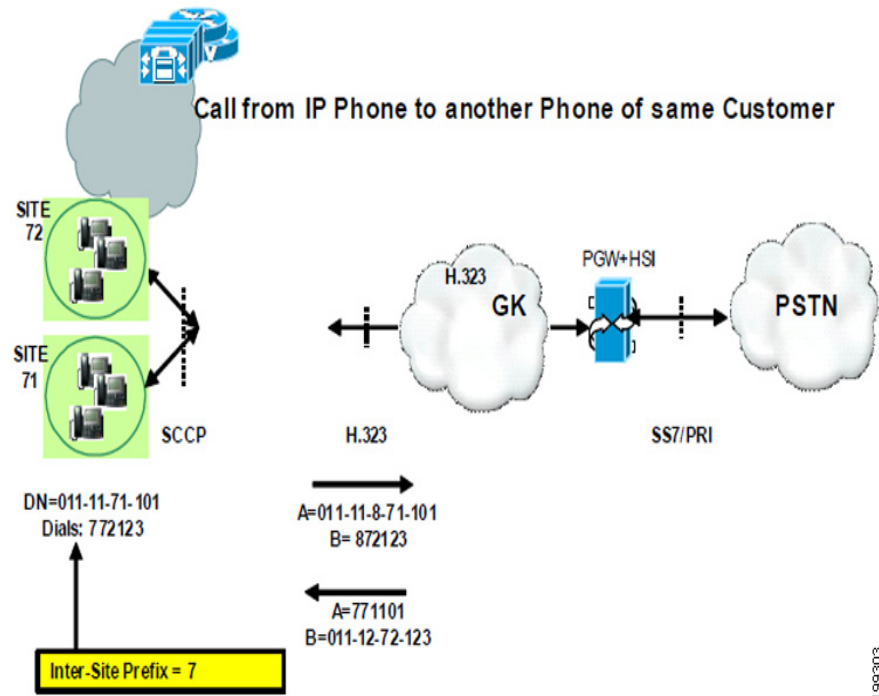 V
Call from IP Phone to another Phone of same Customer
SITE
72
SITE
71
SCCP
H.323
GK
PGW+HSI
PSTN
H.323
SS7/PRI
DN=011-11-71-101
Dials: 772123
A=011-11-8-71-101
B= 872123
A=771101
B=011-12-72-123
Inter-Site Prefix = 7
199303